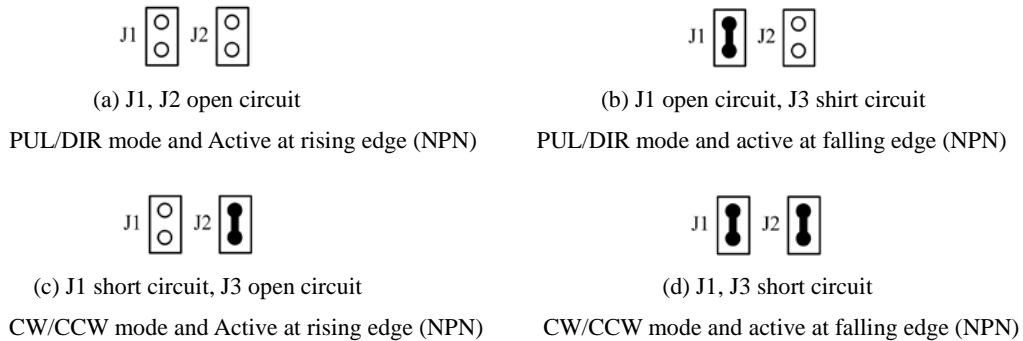 J1 J2 J1 J2
(a) J1, J2 open circuit (b) J1 open circuit, J3 shirt circuit
PUL/DIR mode and Active at rising edge (NPN) PUL/DIR mode and active at falling edge (NPN)
J1 J2 J1 J2
(c) J1 short circuit, J3 open circuit (d) J1, J3 short circuit
CW/CCW mode and Active at rising edge (NPN) CW/CCW mode and active at falling edge (NPN)